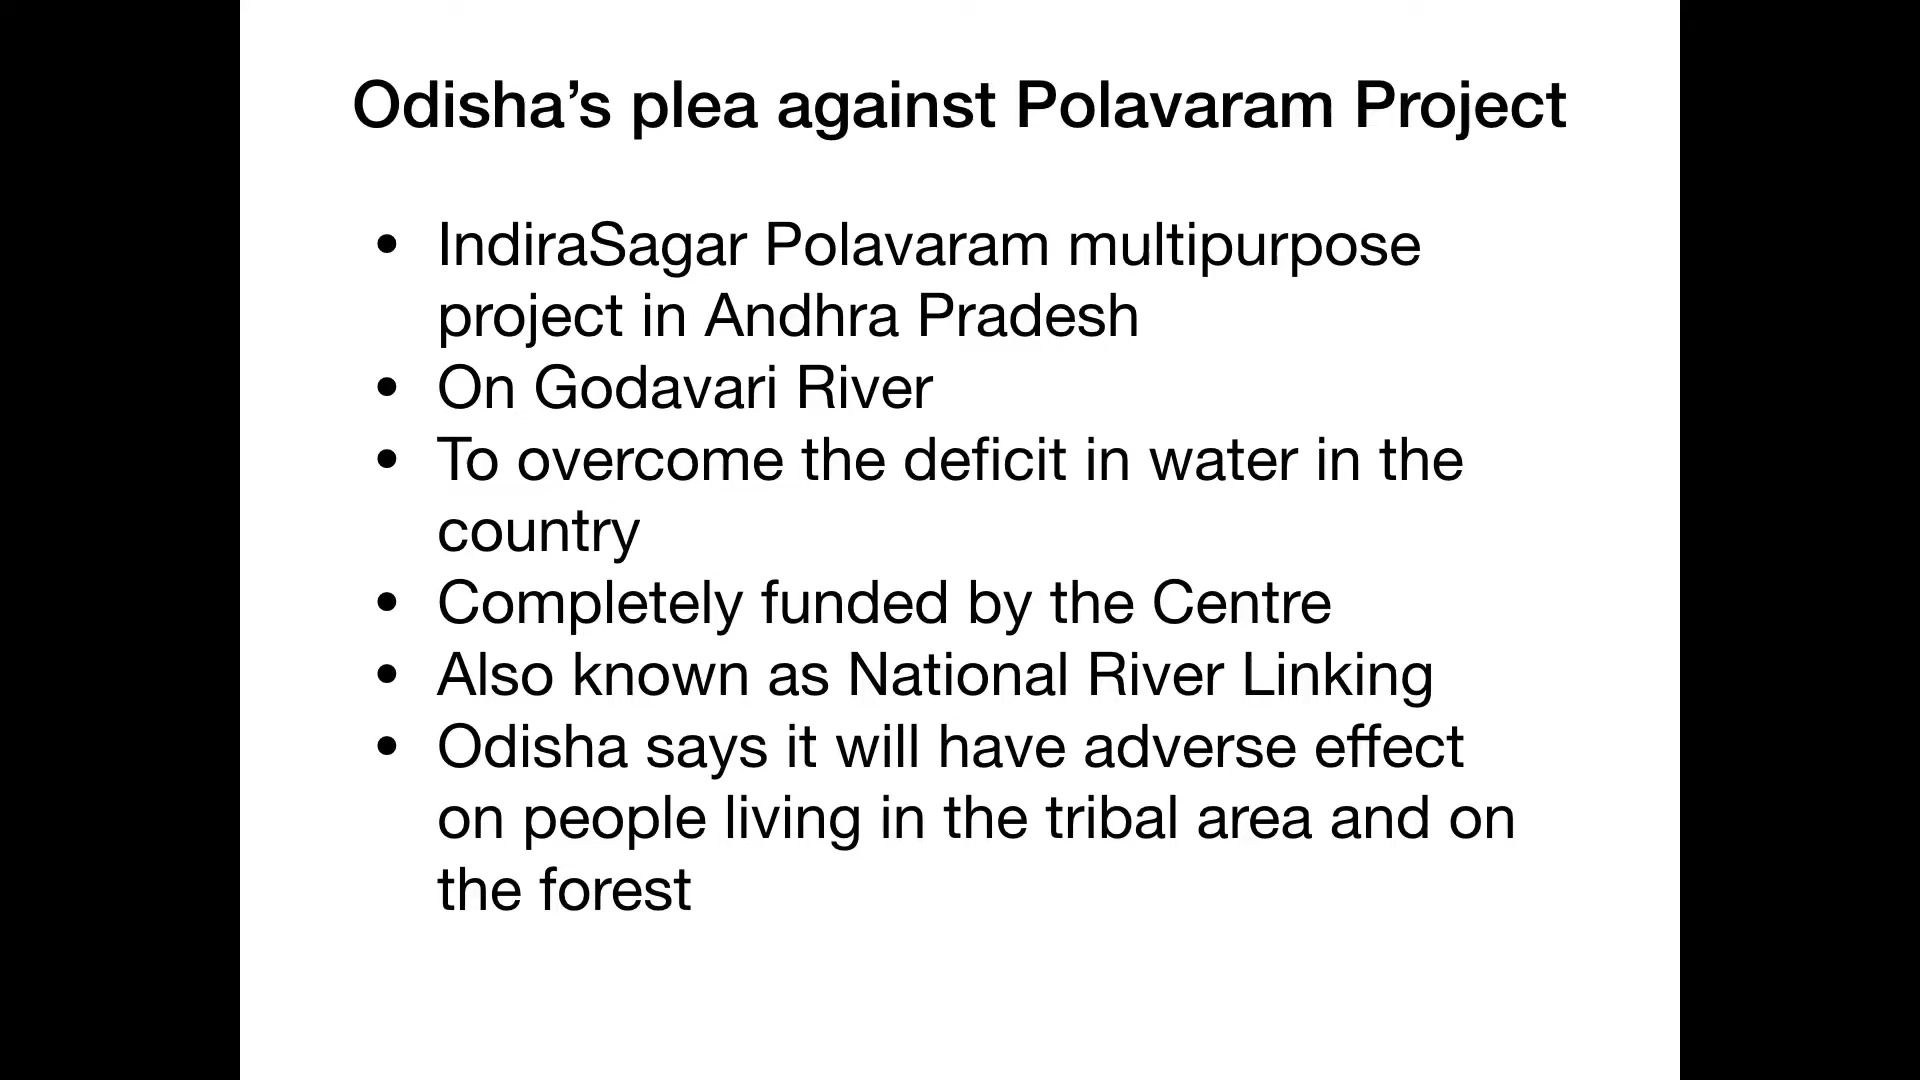 Odisha’s plea against Polavaram Project
• IndiraSagar Polavaram multipurpose
project in Andhra Pradesh
• On Godavari River
• To overcome the deficit in water in the
country
• Completely funded by the Centre
• Also known as National River Linking
• Odisha says it will have adverse effect
on people living in the tribal area and on
the forest